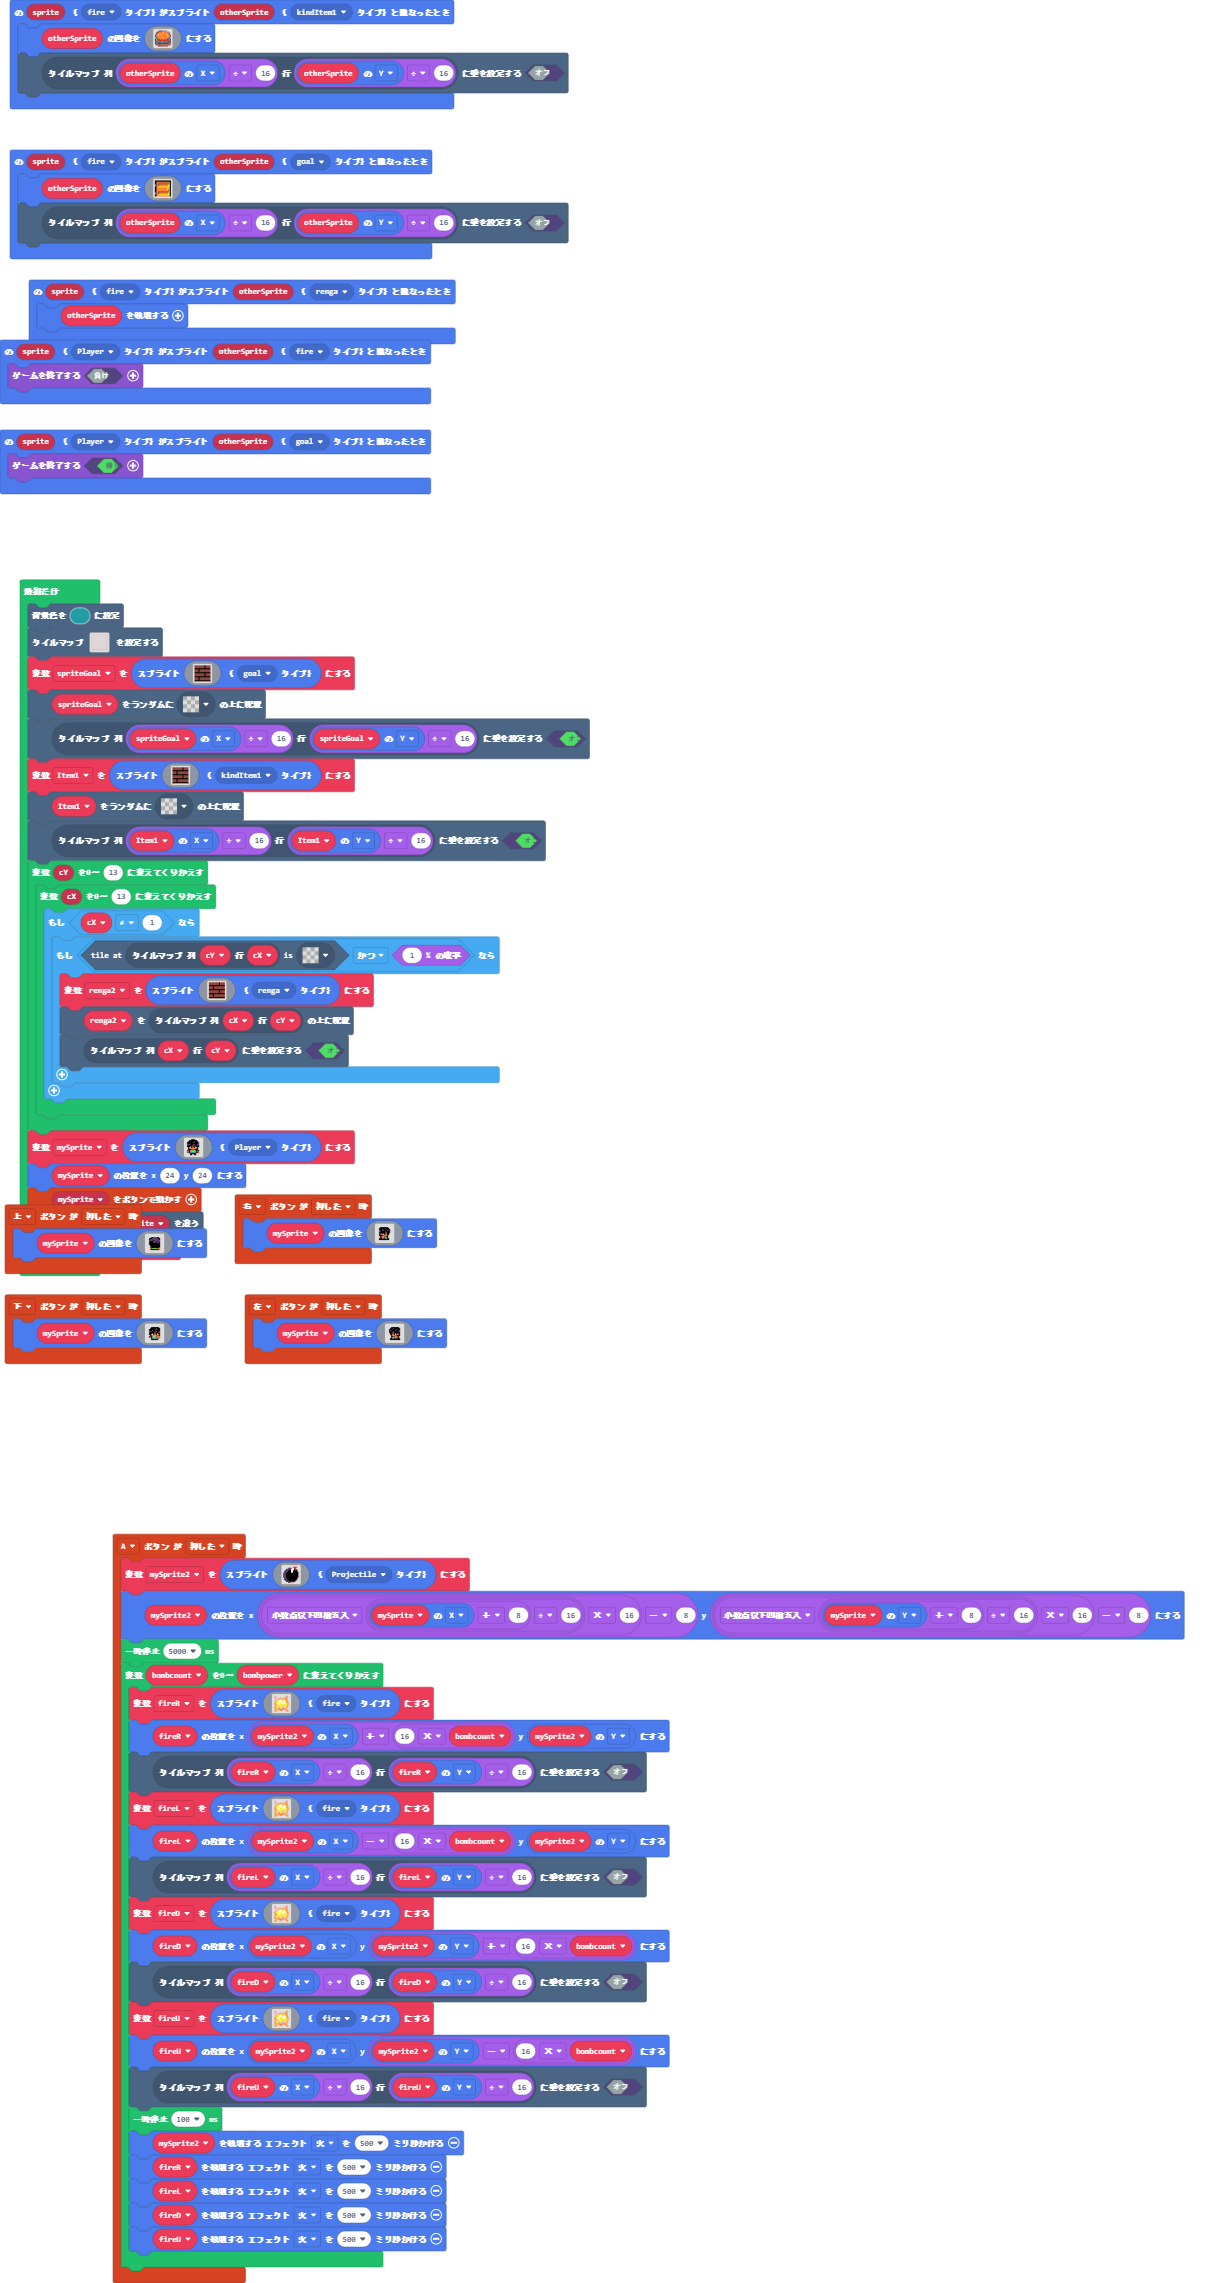 の sprite { fire タイプ} がスプライト otherSprite { kindItem1 タイプ} と重なったとき
otherSprite の画像を にする
タイルマップ 列 otherSprite の X ÷ 16 行 otherSprite の Y ÷ 16 に壁を設定する オフ
の sprite { fire タイプ} がスプライト otherSprite { goal タイプ} と重なったとき
otherSprite の画像を にする
タイルマップ 列 otherSprite の X ÷ 16 行 otherSprite の Y ÷ 16 に壁を設定する オフ
の sprite { fire タイプ} がスプライト otherSprite { renga タイプ} と重なったとき
otherSprite を破壊する
の sprite { Player タイプ} がスプライト otherSprite { fire タイプ} と重なったとき
ゲームを終了する 負け
の sprite { Player タイプ} がスプライト otherSprite { goal タイプ} と重なったとき
ゲームを終了する
最初だけ
背景色を に設定
タイルマップ を設定する
変数 spriteGoal を スプライト { goal タイプ} にする
spriteGoal をランダムに の上に配置
タイルマップ 列 spriteGoal の X ÷ 16 行 spriteGoal の Y ÷ 16 に壁を設定する オ
変数 Item1 を スプライト { kindItem1 タイプ} にする
Item1 をランダムに の上に配置
タイルマップ 列 Item1 の X ÷ 16 行 Item1 の Y ÷ 16 に壁を設定する オ
変数 cY を0〜 13 に変えてくりかえす
変数 cX を0〜 13 に変えてくりかえす
もし cX ≠ 1 なら
もし tile at タイルマップ 列 cY 行 cX is かつ 1 % の確率 なら
変数 renga2 を スプライト { renga タイプ} にする
renga2 を タイルマップ 列 cX 行 cY の上に配置
タイルマップ 列 cX 行 cY に壁を設定する オ
変数 mySprite を スプライト { Player タイプ} にする
mySprite の位置を x 24 y 24 にする
mySprite をボタンで動かす
ite を追う
上 ボタン が 押した 時
mySprite の画像を にする
右 ボタン が 押した 時
mySprite の画像を にする
下 ボタン が 押した 時
mySprite の画像を にする
左 ボタン が 押した 時
mySprite の画像を にする
A ボタン が 押した 時
変数 mySprite2 を スプライト { Projectile タイプ} にする
mySprite2 の位置を x 小数点以下四捨五入 mySprite の X + 8 ÷ 16 × 16 − 8 y 小数点以下四捨五入 mySprite の Y + 8 ÷ 16 × 16 − 8 にする
一時停止 5000 ms
変数 bombcount を0〜 bombpower に変えてくりかえす
変数 fireR を スプライト { fire タイプ} にする
fireR の位置を x mySprite2 の X + 16 × bombcount y mySprite2 の Y にする
タイルマップ 列 fireR の X ÷ 16 行 fireR の Y ÷ 16 に壁を設定する オフ
変数 fireL を スプライト { fire タイプ} にする
fireL の位置を x mySprite2 の X − 16 × bombcount y mySprite2 の Y にする
タイルマップ 列 fireL の X ÷ 16 行 fireL の Y ÷ 16 に壁を設定する オフ
変数 fireD を スプライト { fire タイプ} にする
fireD の位置を x mySprite2 の X y mySprite2 の Y + 16 × bombcount にする
タイルマップ 列 fireD の X ÷ 16 行 fireD の Y ÷ 16 に壁を設定する オフ
変数 fireU を スプライト { fire タイプ} にする
fireU の位置を x mySprite2 の X y mySprite2 の Y − 16 × bombcount にする
タイルマップ 列 fireU の X ÷ 16 行 fireU の Y ÷ 16 に壁を設定する オフ
一時停止 100 ms
mySprite2 を破壊する エフェクト 火 を 500 ミリ秒かける
fireR を破壊する エフェクト 火 を 500 ミリ秒かける
fireL を破壊する エフェクト 火 を 500 ミリ秒かける
fireD を破壊する エフェクト 火 を 500 ミリ秒かける
fireU を破壊する エフェクト 火 を 500 ミリ秒かける